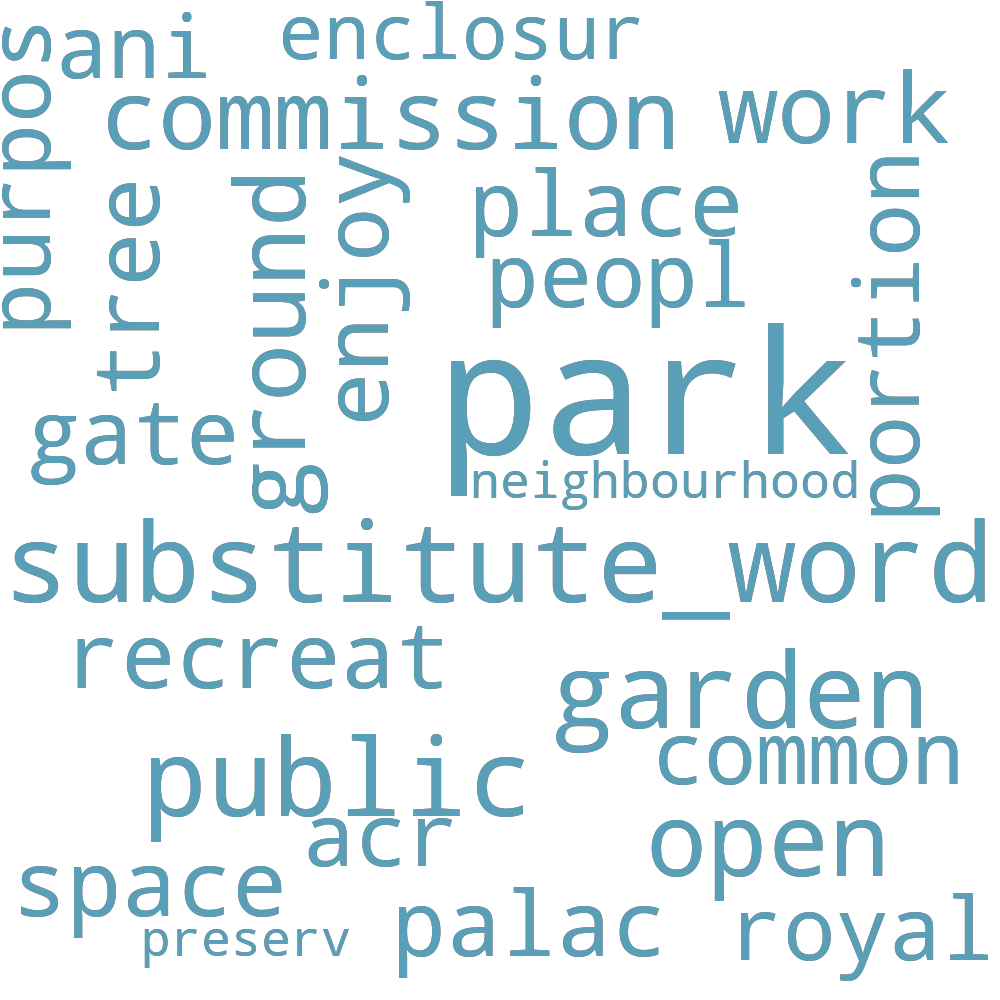 enclosur
ani
purpos
commission
work
tree
ground
enjoy
place
portion
peopl
park
gate
neighbourhood
substitute_word
recreat
garden
common
public
acr
open
space
preserv
palac
royal